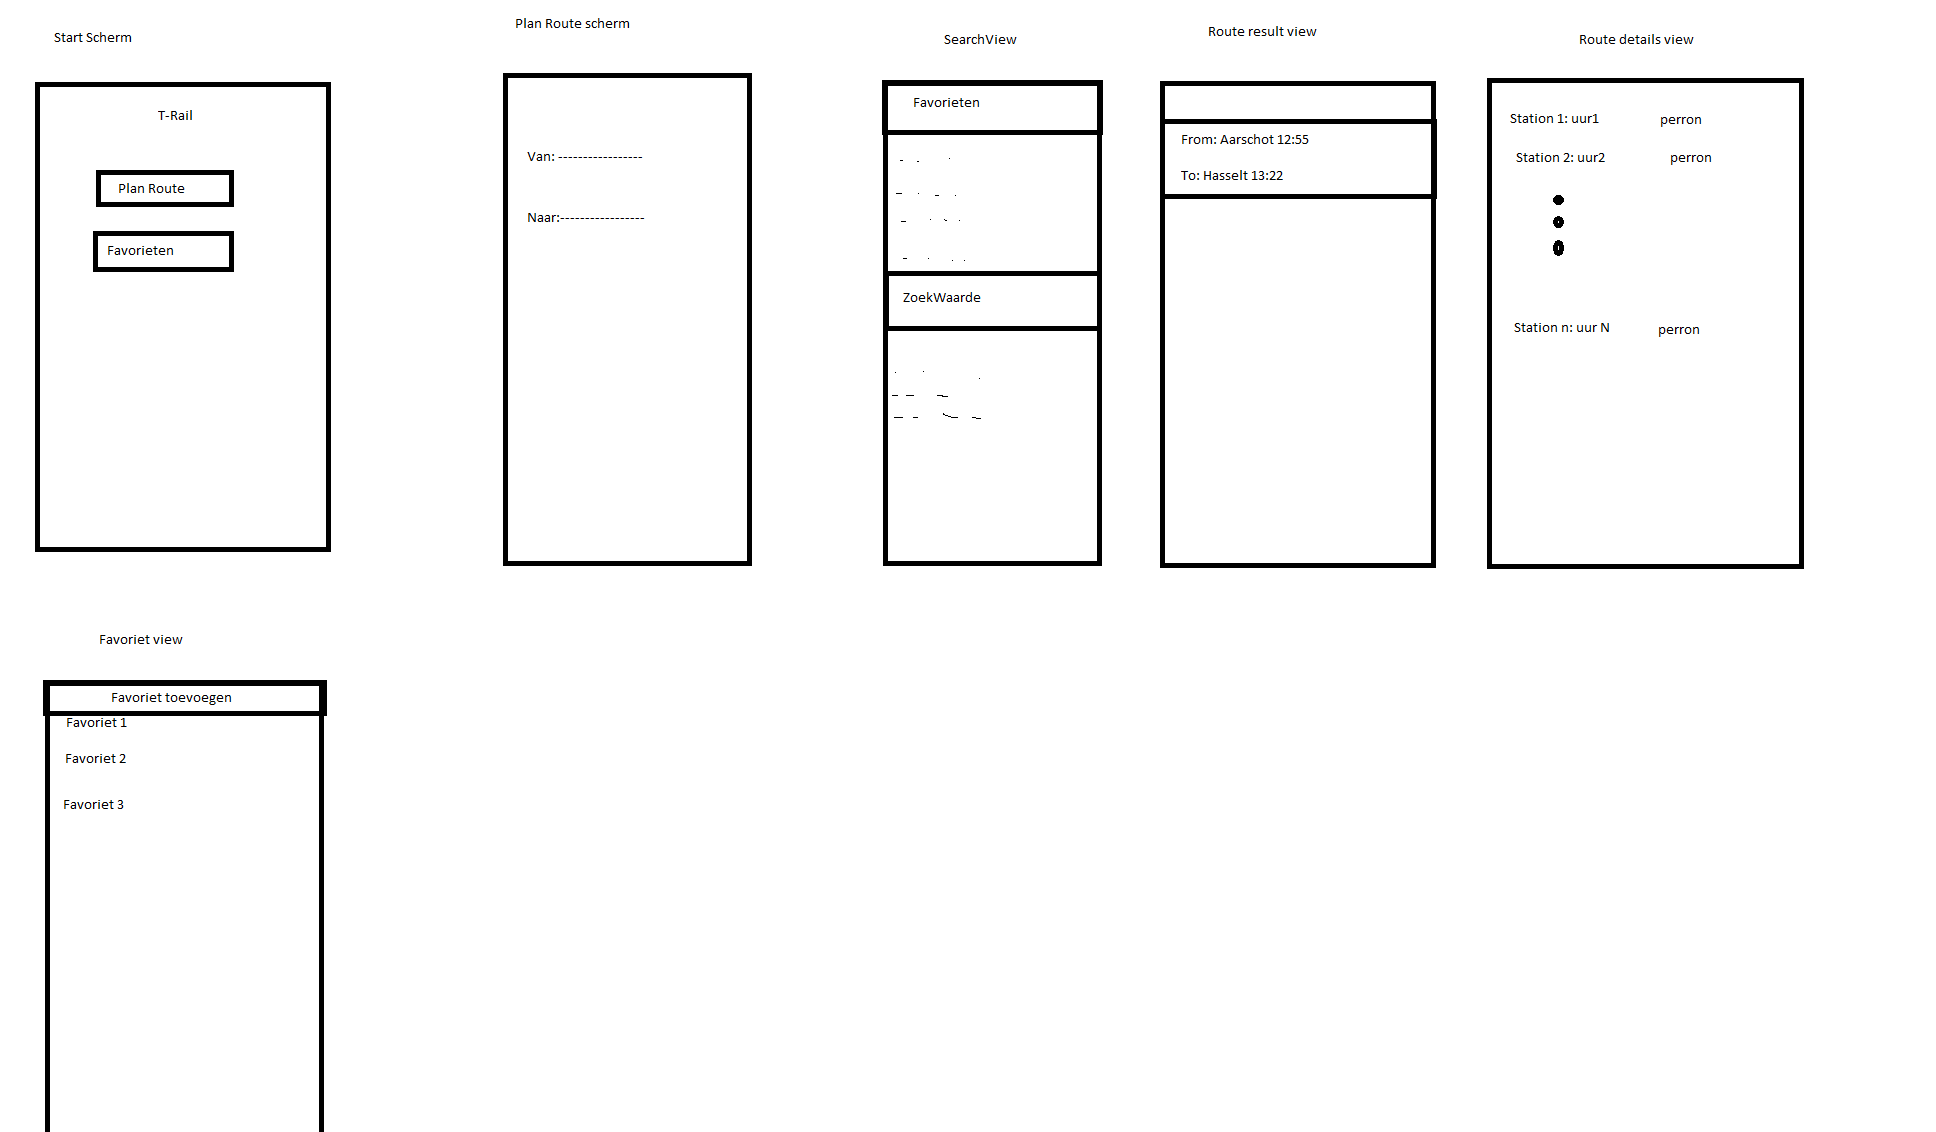 Start Scherm
T-Rail
Plan Route
Favorieten
Plan Route scherm
Van: -----------------
Naar:-----------------
SearchView
Favorieten
ZoekWaarde
Route result view
From: Aarschot 12:55
To: Hasselt 13:22
Route details view
Station 1: uur1 perron
Station 2: uur2 perron
Station n: uur N perron
Favoriet view
Favoriet toevoegen
Favoriet 1
Favoriet 2
Favoriet 3